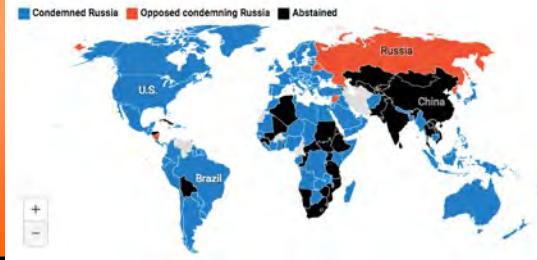 Condemned Russia Opposed condemning Russia Abstained
Russia
U.S.
China
Brazil
+
−